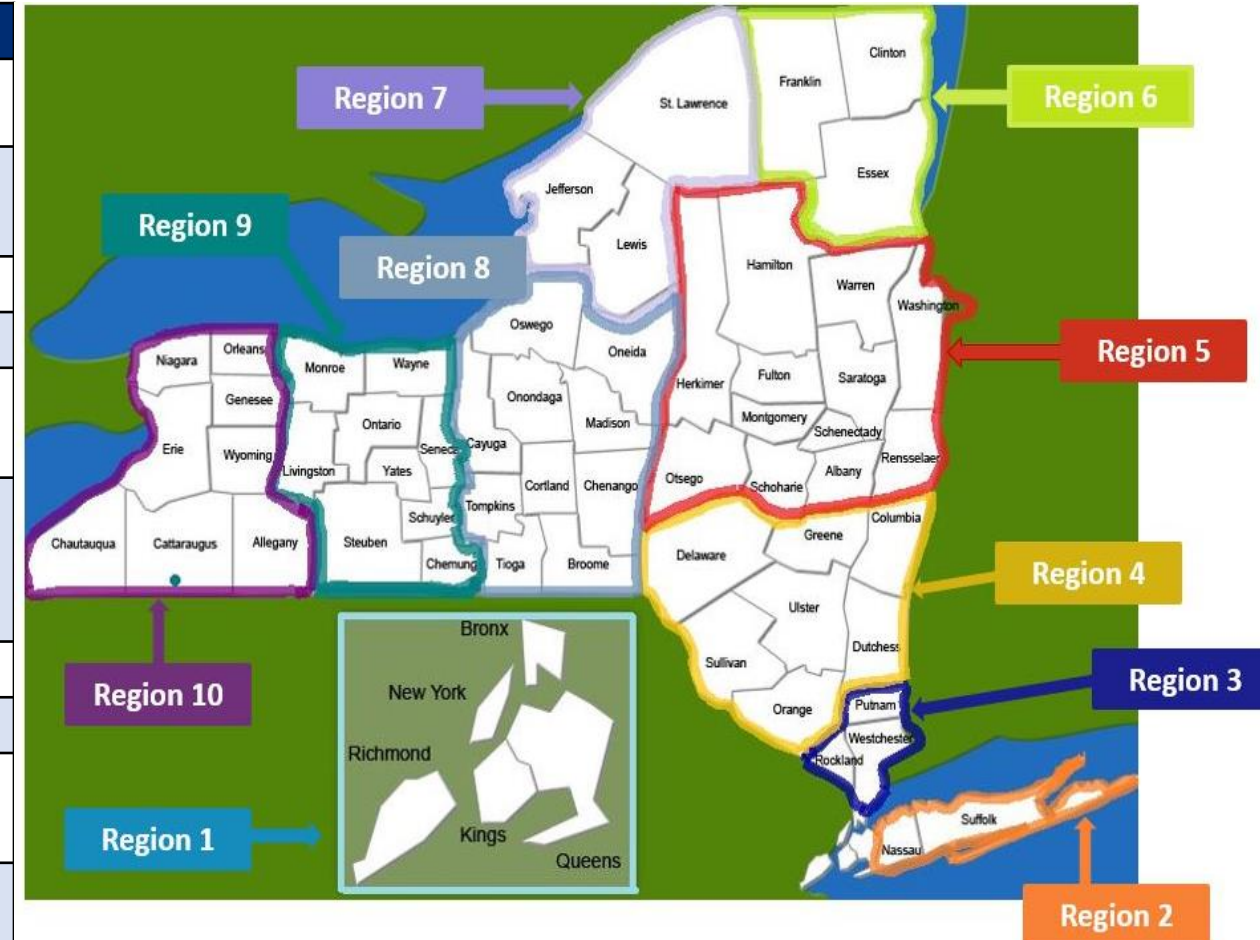 Clinton
Franklin
Region 7
St. Lawrence
Region 6
Essex
Jefferson
Region 9
Lewis
Region 8
Hamilton
Warren
Washington
Oswego
Oneida
Orleans
Niagara
Monroe
Wayne
Region 5
Herkimer
Fulton
Saratoga
Genesee
Onondaga
Montgomery
Madison
Ontario
Schenectady
Cayuga
Erie
Seneca
Wyoming
Livingston
Yates
Rensselaer
Albany
Otsego
Schoharie
Cortland
Chenango
Tompkins
Schuyler
Columbia
Chautauqua
Cattaraugus
Allegany
Steuben
Greene
Delaware
Chemung
Tioga
Broome
Region 4
Ulster
Bronx
Dutchess
Sullivan
Region 3
New York
Region 10
Putnam
Orange
Westchester
Richmond
Rockland
Suffolk
Region 1
Kings
Nassau
Queens
Region 2